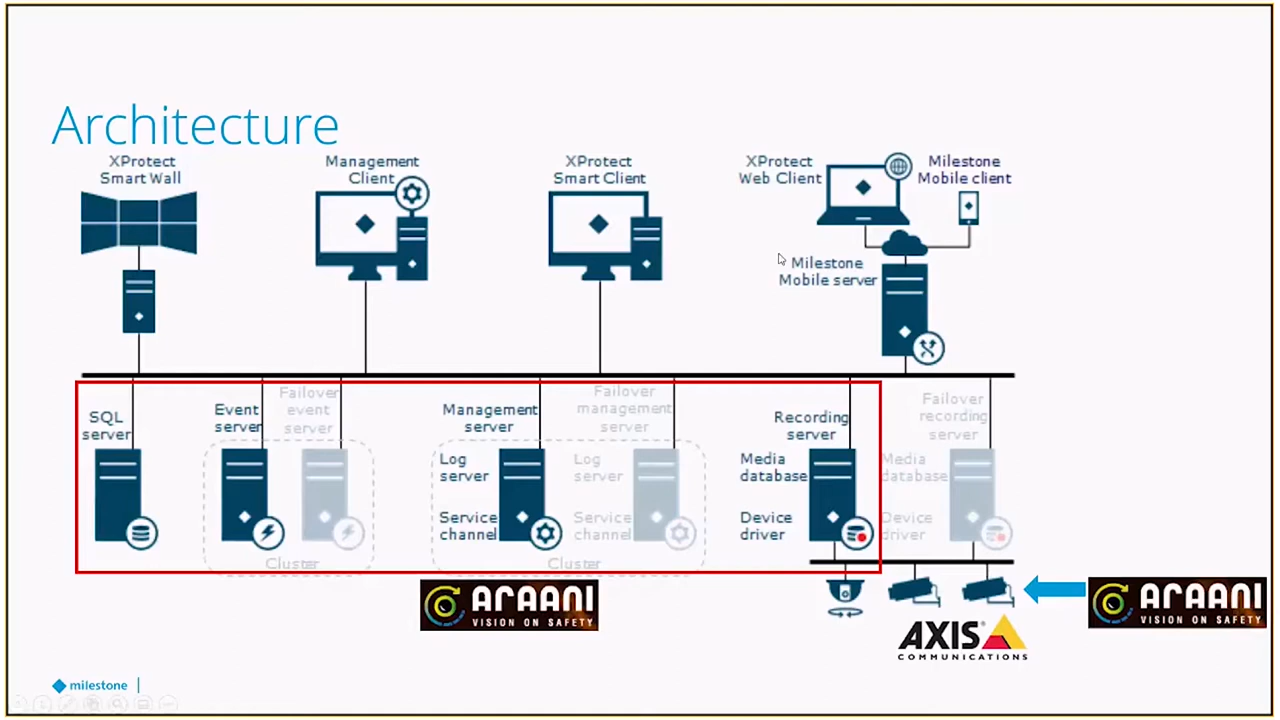 Architecture
XProtect
Smart Wall
Management
Client
XProtect
Smart Client
XProtect
Web Client
Milestone
Mobile client
Milestone
Mobile server
SQL
server
Event
server
Failover
event
server
Cluster
Management
server
Log
server
Service
channel
Failover
management
server
Log
server
Service
channel
Cluster
Recording
server
Media
database
Device
driver
Failover
recording
server
Media
database
Device
driver
ARAANI
VISION ON SAFETY
ARAANI
VISION ON SAFETY
AXIS
COMMUNICATIONS
milestone